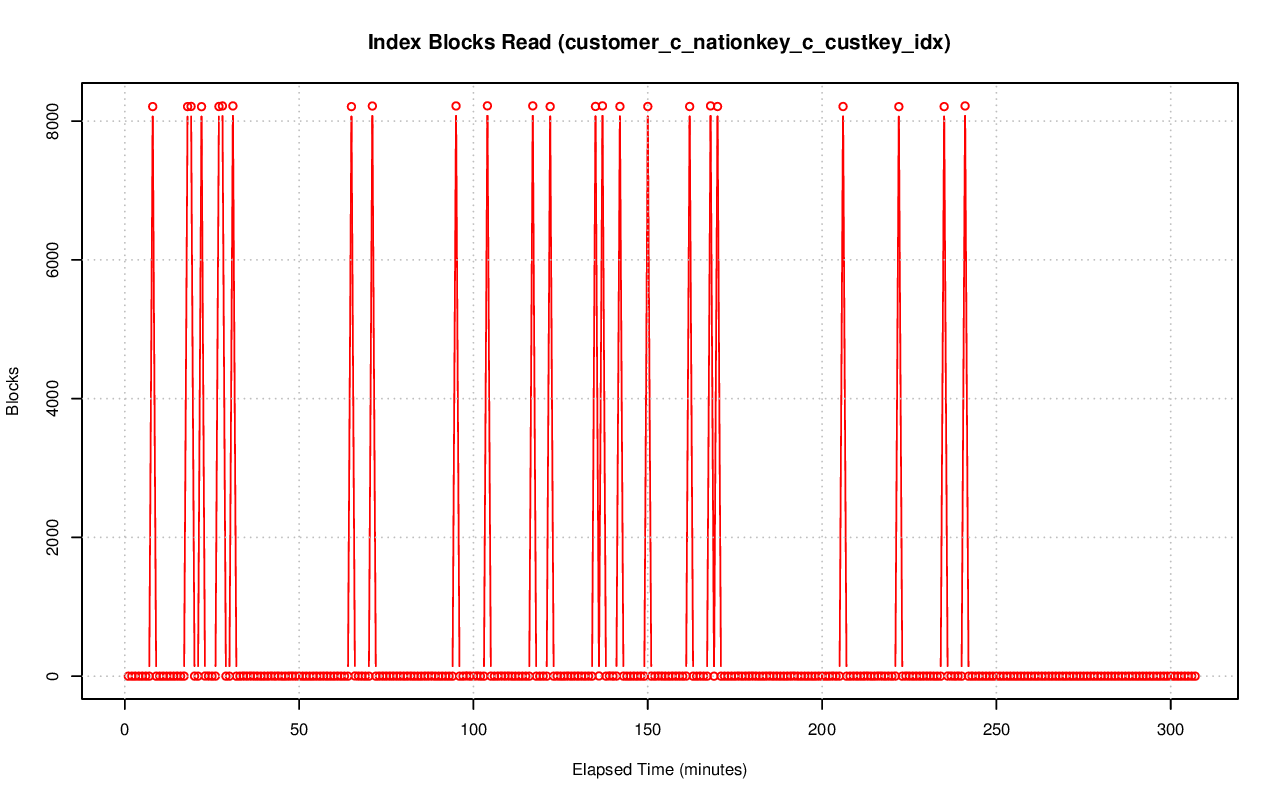 Index Blocks Read (customer_c_nationkey_c_custkey_idx)
Blocks
8000
6000
4000
2000
0
0 50 100 150 200 250 300
Elapsed Time (minutes)